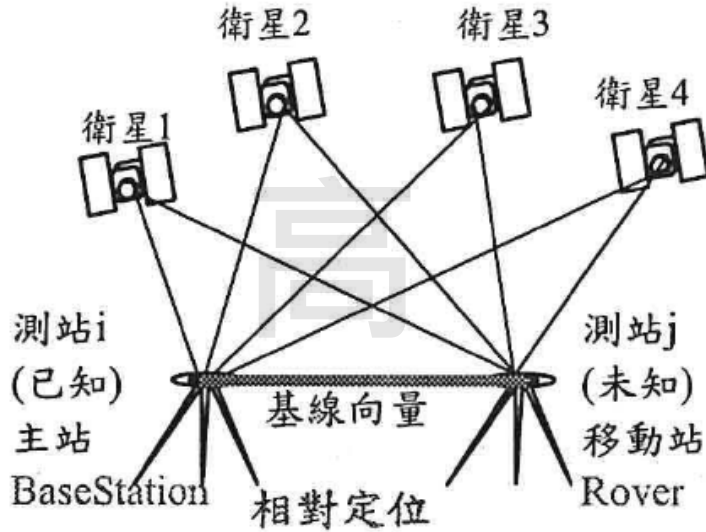 衛星1
衛星2
衛星3
衛星4
高
測站i
(已知)
主站
BaseStation
基線向量
相對定位
測站j
(未知)
移動站
Rover